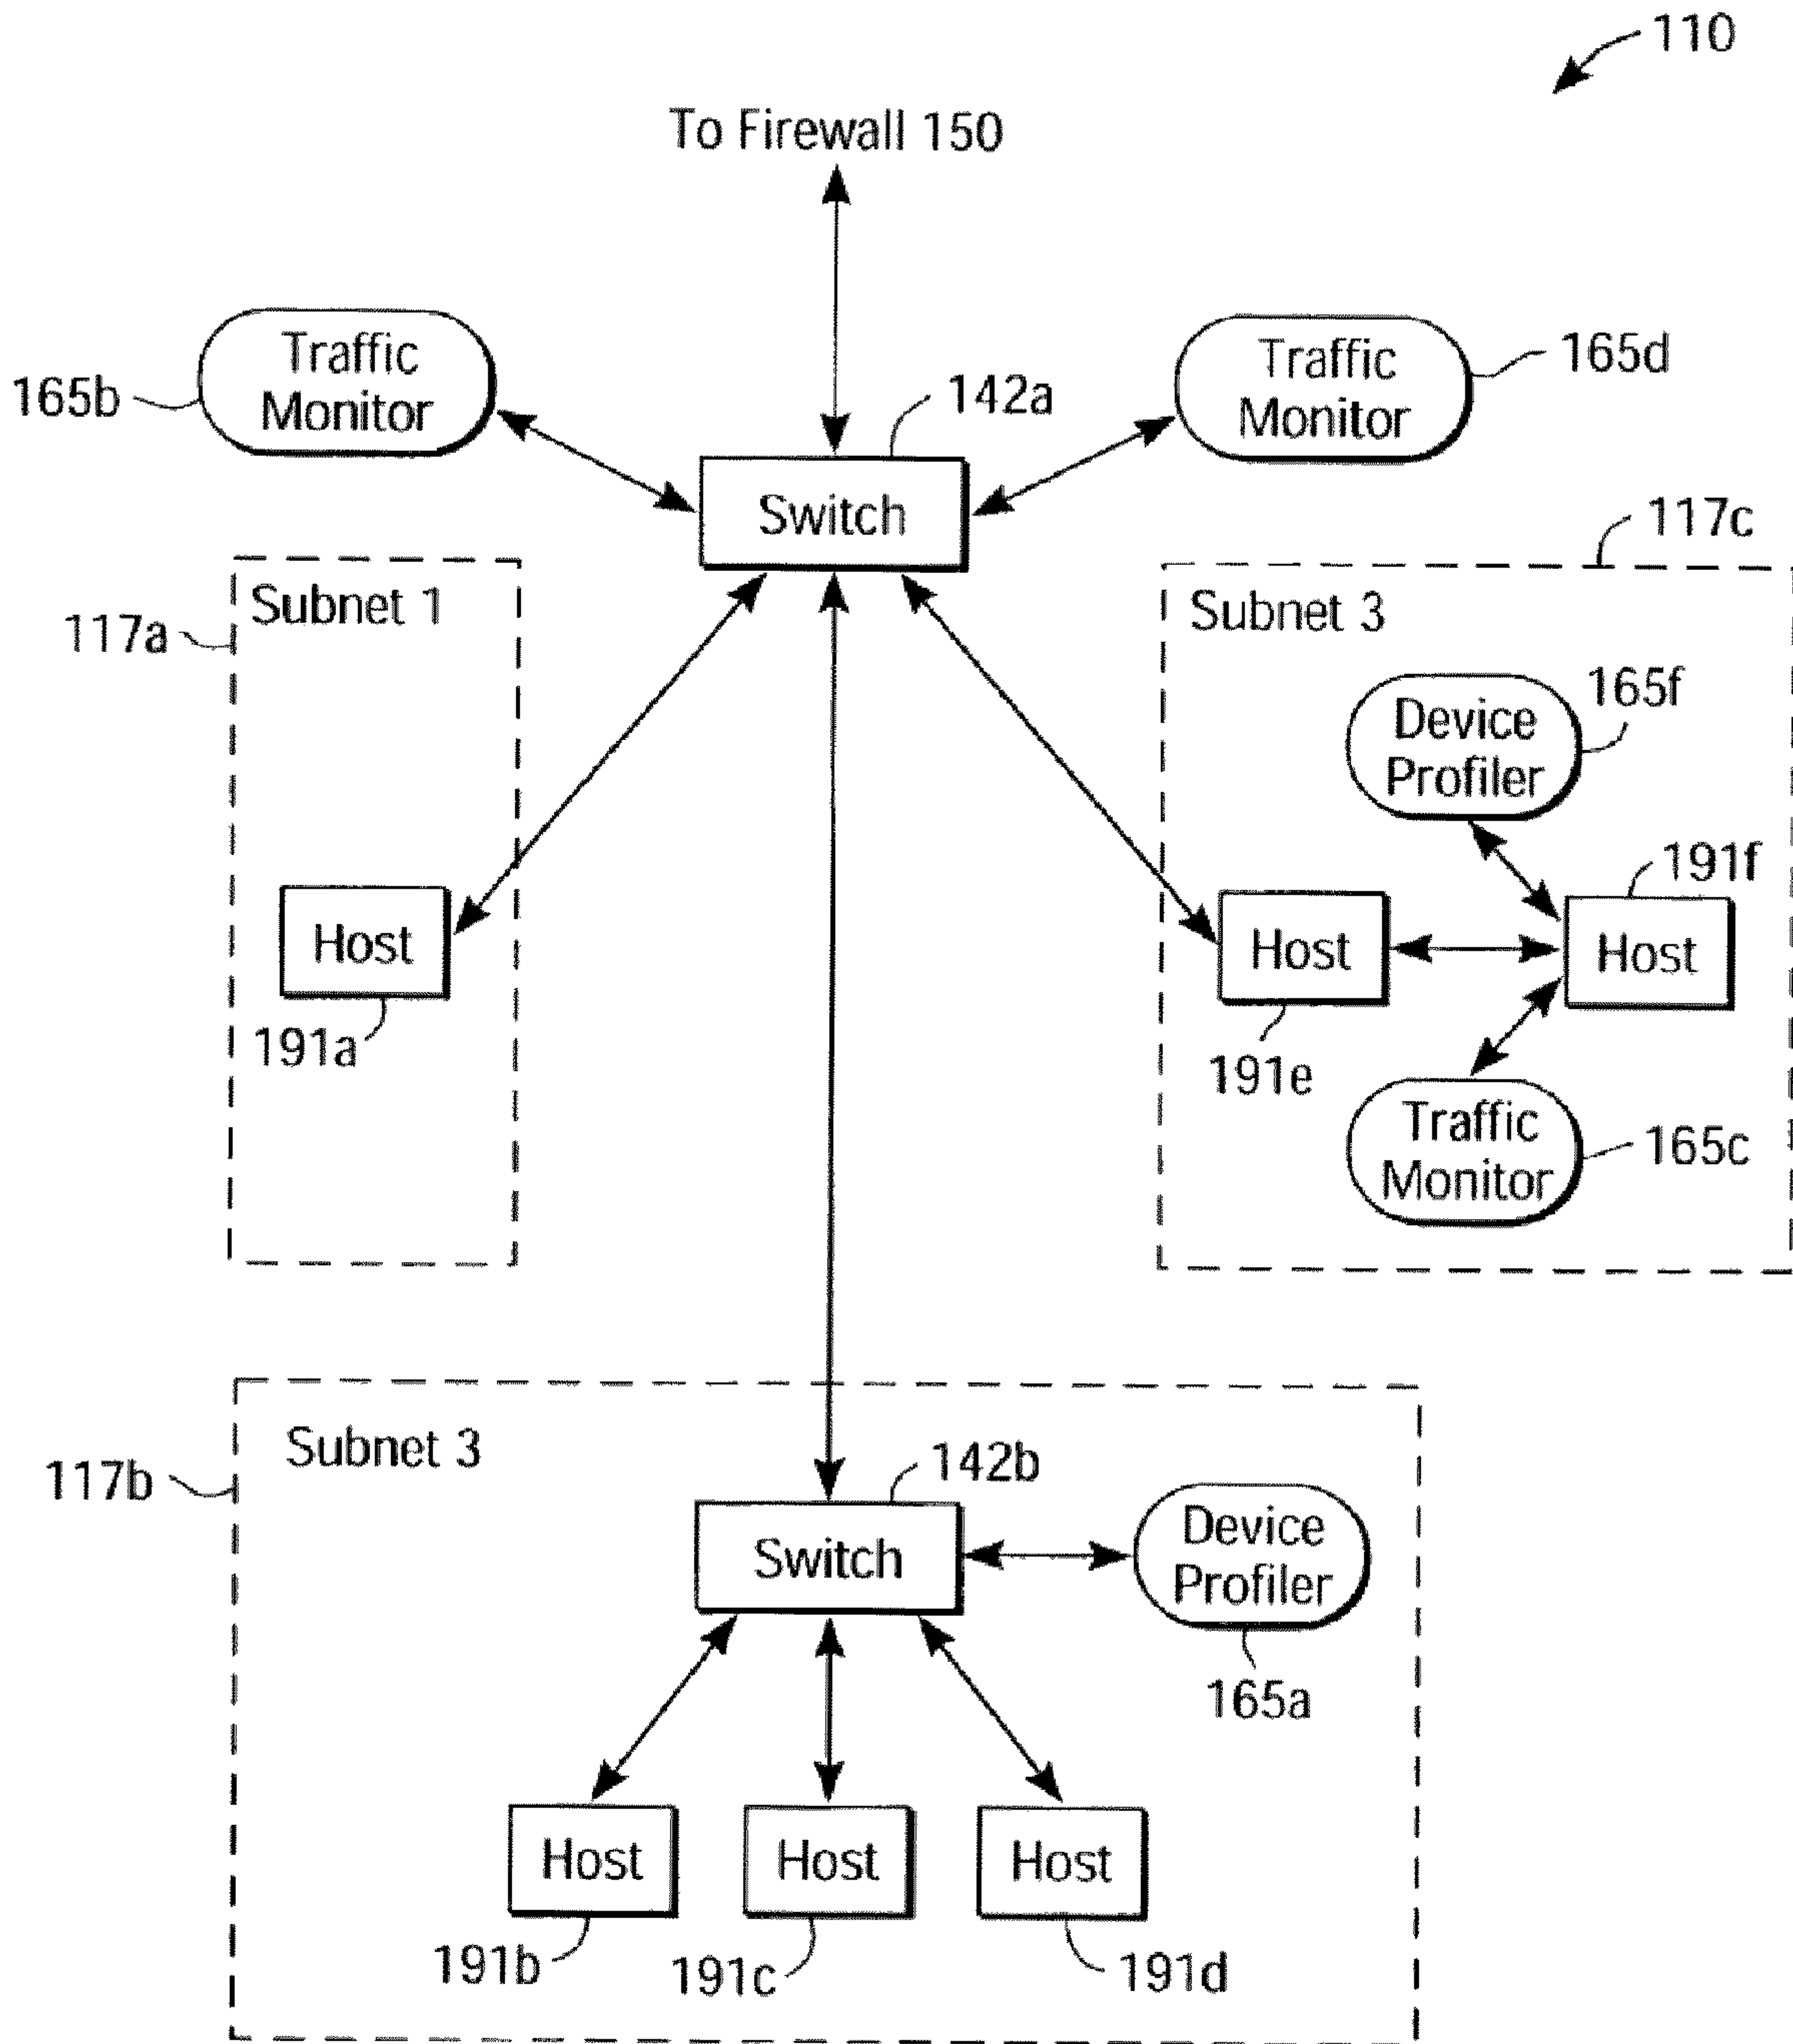 110
To Firewall 150
Traffic
Monitor
165b
142a
Traffic
Monitor
165d
Switch
117c
Subnet 1
117a
Subnet 3
165f
Device
Profiler
191f
Host
191a
Host
191e
Host
Traffic
Monitor
165c
Subnet 3
117b
142b
Switch
Device
Profiler
165a
Host
Host
Host
191b
191c
191d